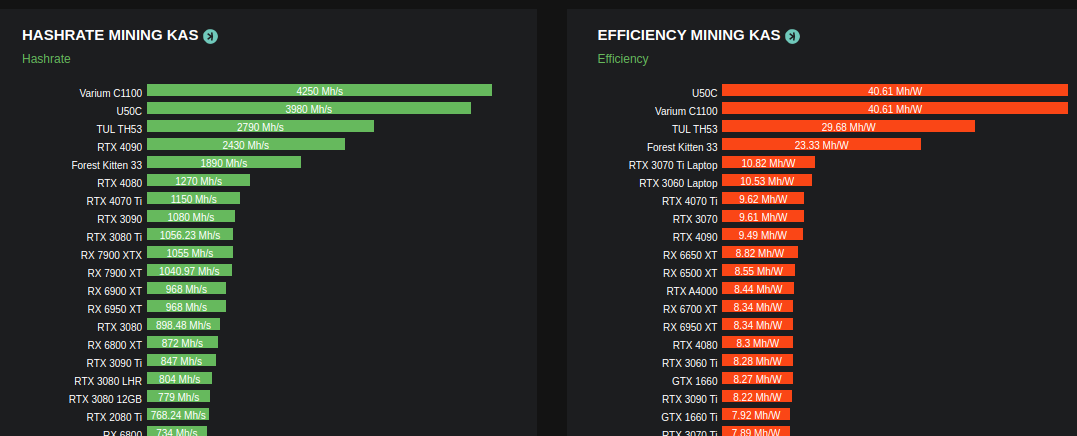 HASHRATE MINING KAS
Hashrate
Varium C1100 4250 Mh/s
U50C 3980 Mh/s
TUL TH53 2790 Mh/s
RTX 4090 2430 Mh/s
Forest Kitten 33 1890 Mh/s
RTX 4080 1270 Mh/s
RTX 4070 Ti 1150 Mh/s
RTX 3090 1080 Mh/s
RTX 3080 Ti 1056.23 Mh/s
RX 7900 XTX 1055 Mh/s
RX 7900 XT 1040.97 Mh/s
RX 6900 XT 968 Mh/s
RX 6950 XT 968 Mh/s
RTX 3080 898.48 Mh/s
RX 6800 XT 872 Mh/s
RTX 3090 Ti 847 Mh/s
RTX 3080 LHR 804 Mh/s
RTX 3080 12GB 779 Mh/s
RTX 2080 Ti 768.24 Mh/s
RX 6800 734 Mh/s
EFFICIENCY MINING KAS
Efficiency
U50C 40.61 Mh/W
Varium C1100 40.61 Mh/W
TUL TH53 29.68 Mh/W
Forest Kitten 33 23.33 Mh/W
RTX 3070 Ti Laptop 10.82 Mh/W
RTX 3060 Laptop 10.53 Mh/W
RTX 4070 Ti 9.62 Mh/W
RTX 3070 9.61 Mh/W
RTX 4090 9.49 Mh/W
RX 6650 XT 8.82 Mh/W
RX 6500 XT 8.55 Mh/W
RTX A4000 8.44 Mh/W
RX 6700 XT 8.34 Mh/W
RX 6950 XT 8.34 Mh/W
RTX 4080 8.3 Mh/W
RTX 3060 Ti 8.28 Mh/W
GTX 1660 8.27 Mh/W
RTX 3090 Ti 8.22 Mh/W
GTX 1660 Ti 7.92 Mh/W
RTX 3070 Ti 7.89 Mh/W